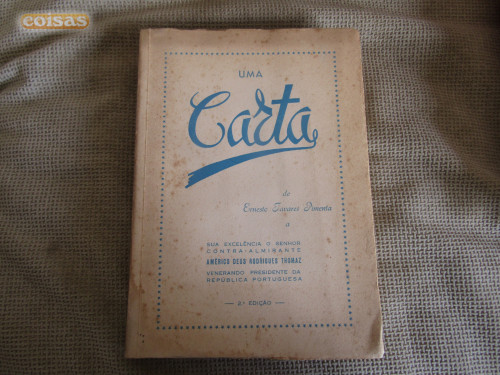 coisas
UMA
Carta
de
Ernesto Tavares Pimenta
a
SUA EXCELÊNCIA O SENHOR
CONTRA-ALMIRANTE
AMÉRICO DEUS RODRIGUES THOMAZ
VENERANDO PRESIDENTE DA
REPÚBLICA PORTUGUESA
— 2.ª EDIÇÃO —